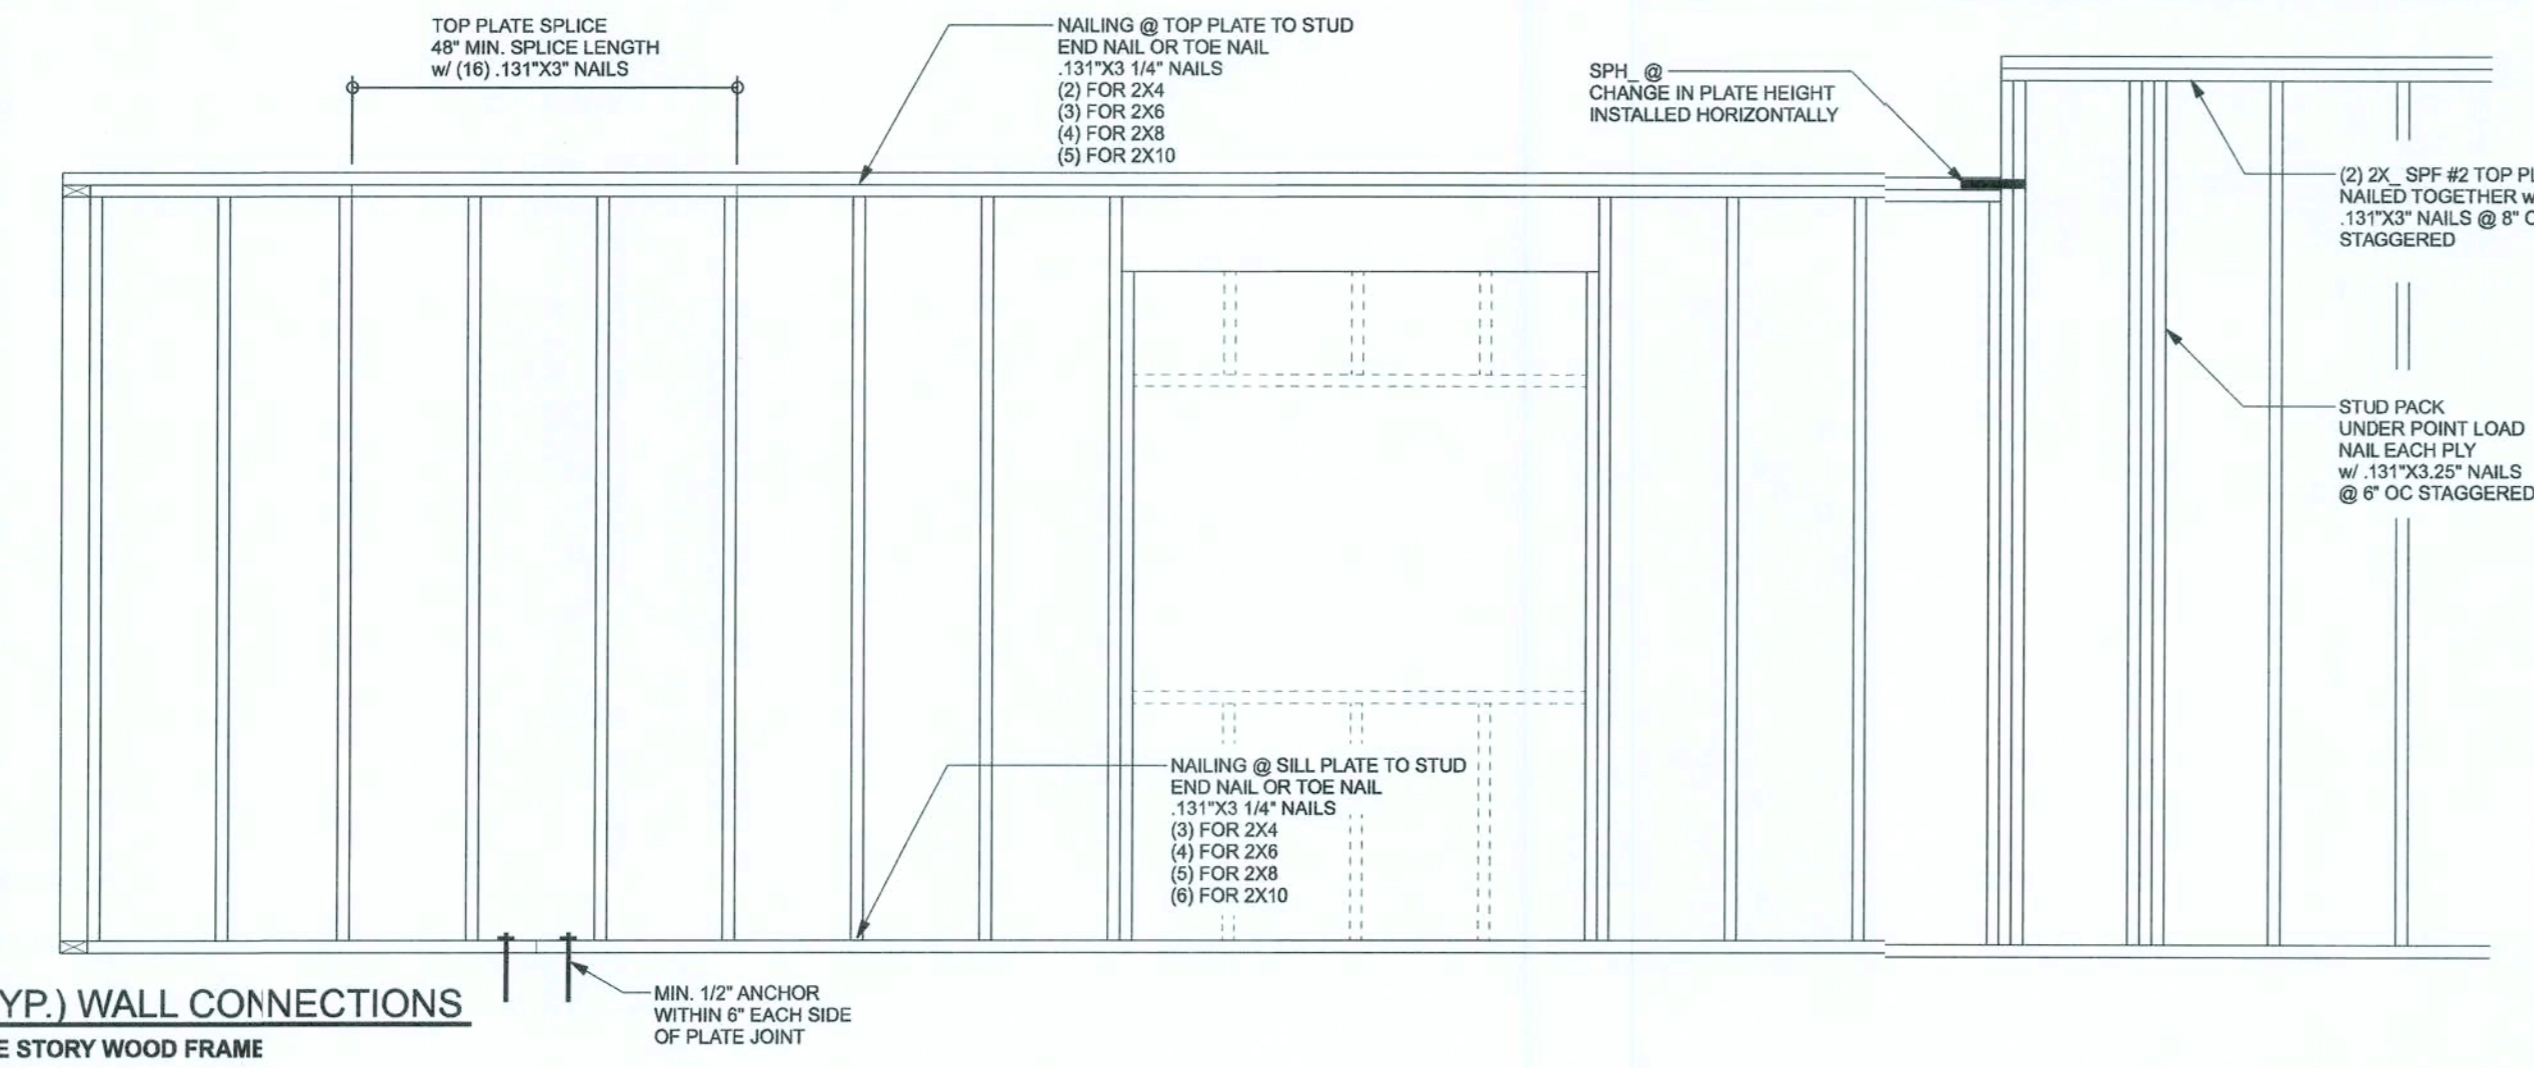 TOP PLATE SPLICE
48" MIN. SPLICE LENGTH
w/ (16) .131"X3" NAILS
NAILING @ TOP PLATE TO STUD
END NAIL OR TOE NAIL
.131"X3 1/4" NAILS
(2) FOR 2X4
(3) FOR 2X6
(4) FOR 2X8
(5) FOR 2X10
SPH_ @
CHANGE IN PLATE HEIGHT
INSTALLED HORIZONTALLY
(2) 2X_ SPF #2 TOP PL
NAILED TOGETHER w
.131"X3" NAILS @ 8" O
STAGGERED
STUD PACK
UNDER POINT LOAD
NAIL EACH PLY
w/ .131"X3.25" NAILS
@ 6" OC STAGGERED
NAILING @ SILL PLATE TO STUD
END NAIL OR TOE NAIL
.131"X3 1/4" NAILS
(3) FOR 2X4
(4) FOR 2X6
(5) FOR 2X8
(6) FOR 2X10
MIN. 1/2" ANCHOR
WITHIN 6" EACH SIDE
OF PLATE JOINT
YP.) WALL CONNECTIONS
E STORY WOOD FRAME